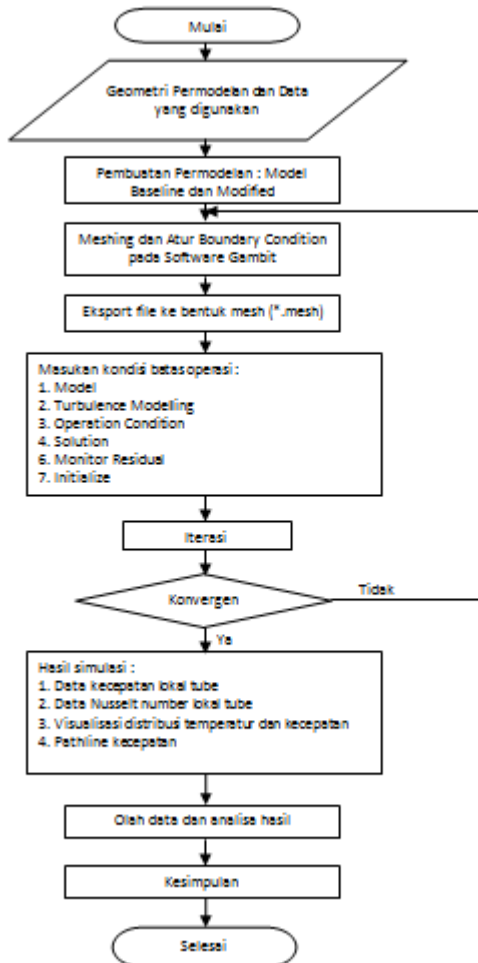 Mulai
Geometri Permodelan dan Data
yang digunakan
Pembuatan Permodelan : Model
Baseline dan Modified
Meshing dan Atur Boundary Condition
pada Software Gambit
Eksport file ke bentuk mesh (*.mesh)
Masukan kondisi batas operasi :
1. Model
2. Turbulence Modelling
3. Operation Condition
4. Solution
6. Monitor Residual
7. Initialize
Iterasi
Konvergen
Tidak
Ya
Hasil simulasi :
1. Data kecepatan lokal tube
2. Data Nusselt number lokal tube
3. Visualisasi distribusi temperatur dan kecepatan
4. Pathline kecepatan
Olah data dan analisa hasil
Kesimpulan
Selesai